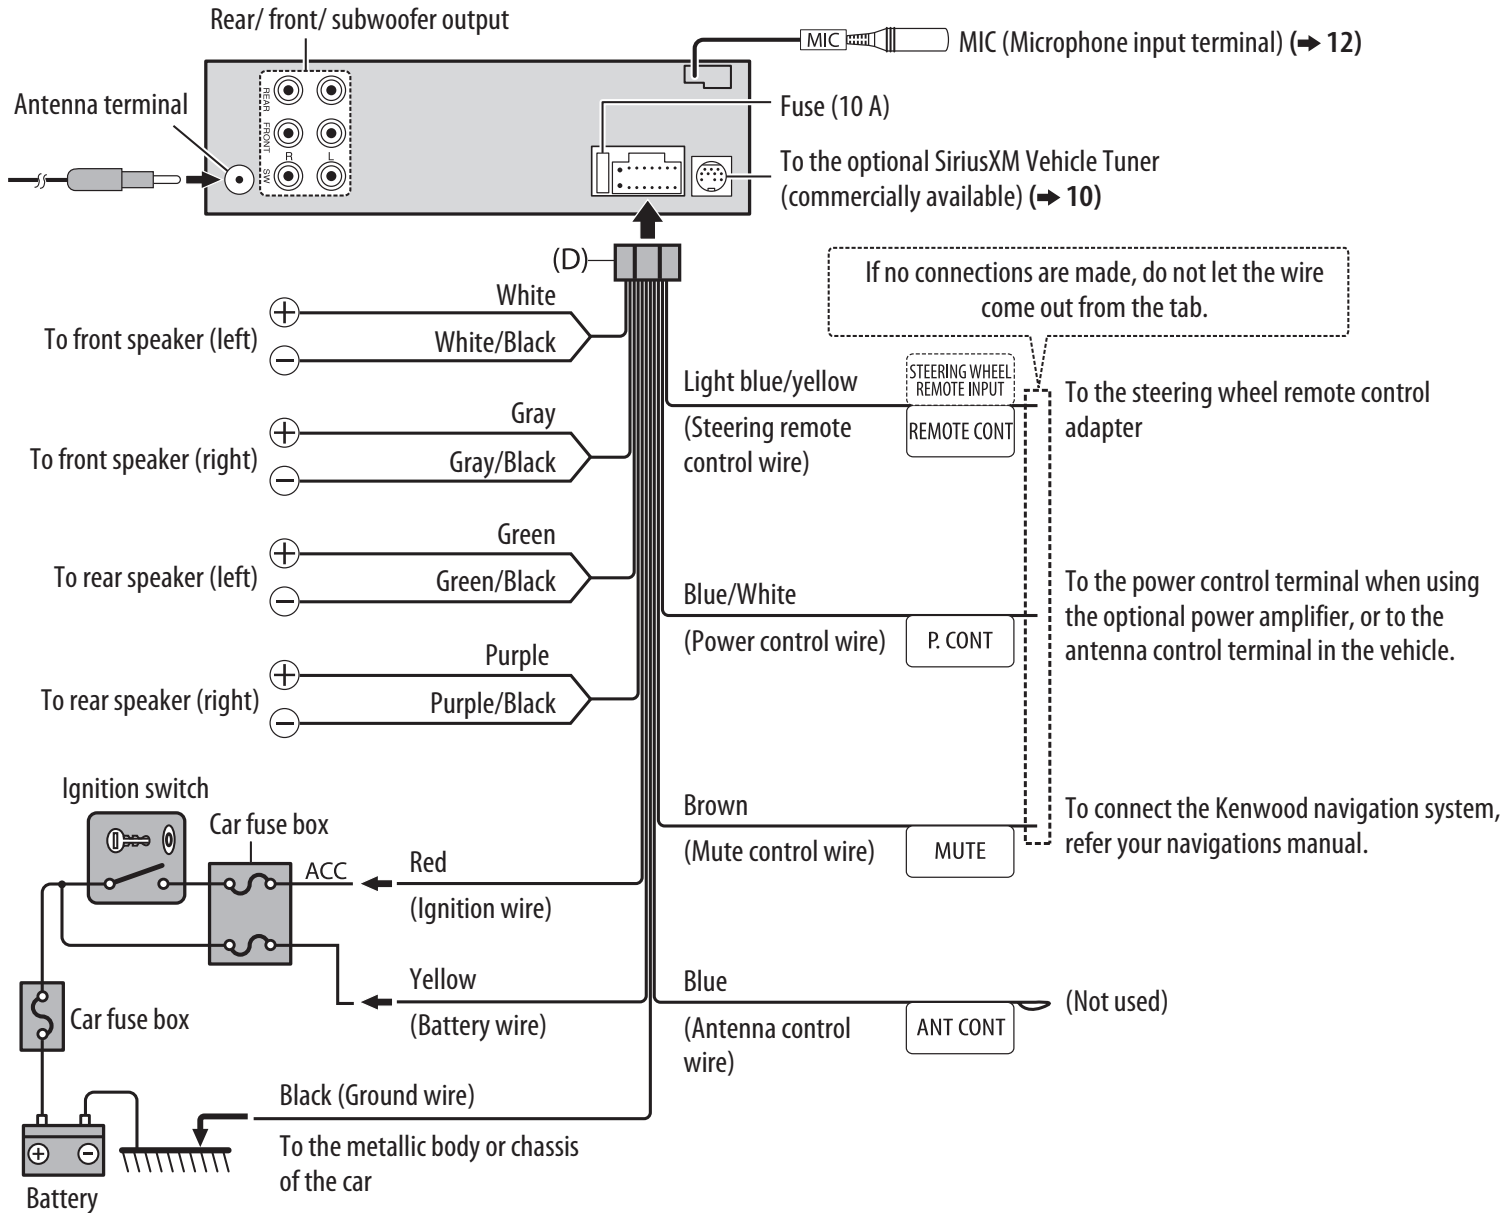 Rear/ front/ subwoofer output
MIC
MIC (Microphone input terminal) (➜ 12)
Antenna terminal
REAR
FRONT
R
L
SW
Fuse (10 A)
To the optional SiriusXM Vehicle Tuner
(commercially available) (➜ 10)
(D)
If no connections are made, do not let the wire
come out from the tab.
To front speaker (left)
+
White
White/Black
−
To front speaker (right)
+
Gray
Gray/Black
−
To rear speaker (left)
+
Green
Green/Black
−
To rear speaker (right)
+
Purple
Purple/Black
−
Light blue/yellow
(Steering remote
control wire)
STEERING WHEEL
REMOTE INPUT
REMOTE CONT
To the steering wheel remote control
adapter
Blue/White
(Power control wire)
P. CONT
To the power control terminal when using
the optional power amplifier, or to the
antenna control terminal in the vehicle.
Brown
(Mute control wire)
MUTE
To connect the Kenwood navigation system,
refer your navigations manual.
Ignition switch
Car fuse box
ACC
Red
(Ignition wire)
Yellow
(Battery wire)
Car fuse box
Blue
(Antenna control
wire)
ANT CONT
(Not used)
Black (Ground wire)
To the metallic body or chassis
of the car
+
−
Battery